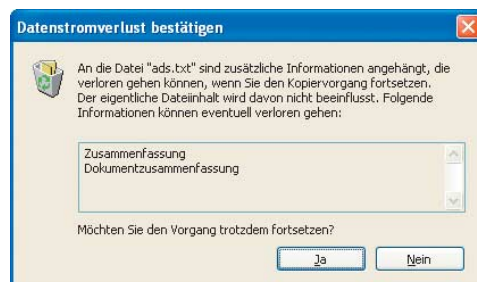 Datenstromverlust bestätigen
An die Datei "ads.txt" sind zusätzliche Informationen angehängt, die
verloren gehen können, wenn Sie den Kopiervorgang fortsetzen.
Der eigentliche Dateiinhalt wird davon nicht beeinflusst. Folgende
Informationen können eventuell verloren gehen:
Zusammenfassung
Dokumentzusammenfassung
Möchten Sie den Vorgang trotzdem fortsetzen?
Ja
Nein